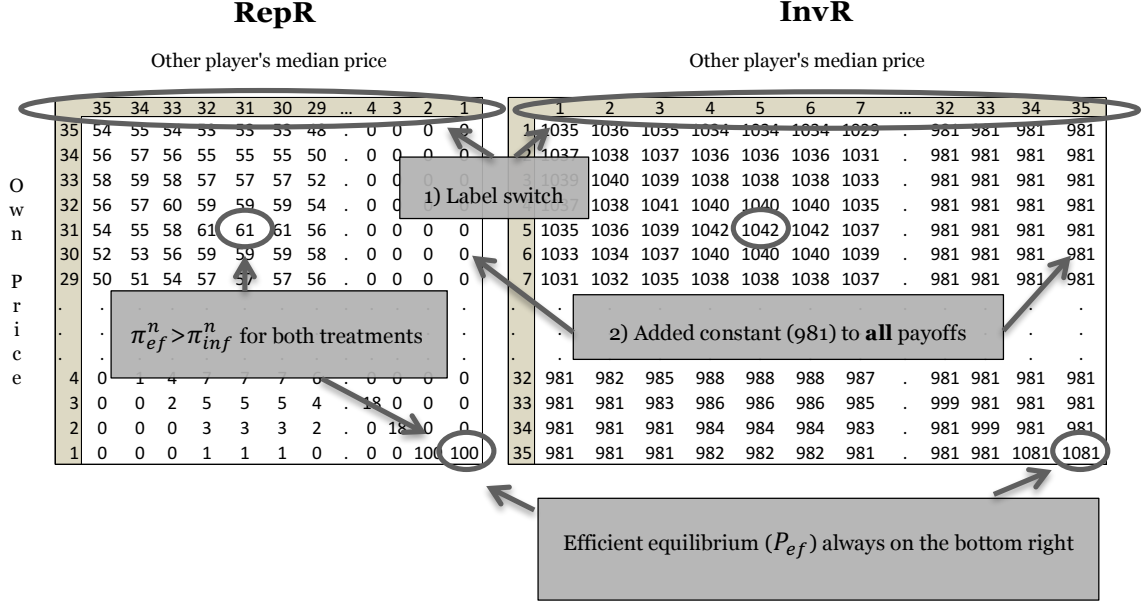 RepR
Other player's median price
35 34 33 32 31 30 29 ... 4 3 2 1
35 54 55 54 53 53 53 48 . 0 0 0 0
34 56 57 56 55 55 55 50 . 0 0 0 0
33 58 59 58 57 57 57 52 . 0 0
32 56 57 60 59 59 59 54 . 0 0
31 54 55 58 61 61 61 56 . 0 0 0 0
30 52 53 56 59 59 59 58 . 0 0 0 0
29 50 51 54 57 57 57 56 . 0 0 0 0
4 0 1 4 7 7 7 6 . 0 0 0 0
3 0 0 2 5 5 5 4 . 18 0 0 0
2 0 0 0 3 3 3 2 . 0 18 0 0
1 0 0 0 1 1 1 0 . 0 0 100 100
Own Price
InvR
Other player's median price
1 2 3 4 5 6 7 ... 32 33 34 35
1 1035 1036 1035 1034 1034 1034 1029 . 981 981 981 981
2 1037 1038 1037 1036 1036 1036 1031 . 981 981 981 981
3 1039 1040 1039 1038 1038 1038 1033 . 981 981 981 981
4 1037 1038 1041 1040 1040 1040 1035 . 981 981 981 981
5 1035 1036 1039 1042 1042 1042 1037 . 981 981 981 981
6 1033 1034 1037 1040 1040 1040 1039 . 981 981 981 981
7 1031 1032 1035 1038 1038 1038 1037 . 981 981 981 981
32 981 982 985 988 988 988 987 . 981 981 981 981
33 981 981 983 986 986 986 985 . 999 981 981 981
34 981 981 981 984 984 984 983 . 981 999 981 981
35 981 981 981 982 982 982 981 . 981 981 1081 1081
1) Label switch
π^n_ef>π^n_inf for both treatments
2) Added constant (981) to all payoffs
Efficient equilibrium (P_ef) always on the bottom right